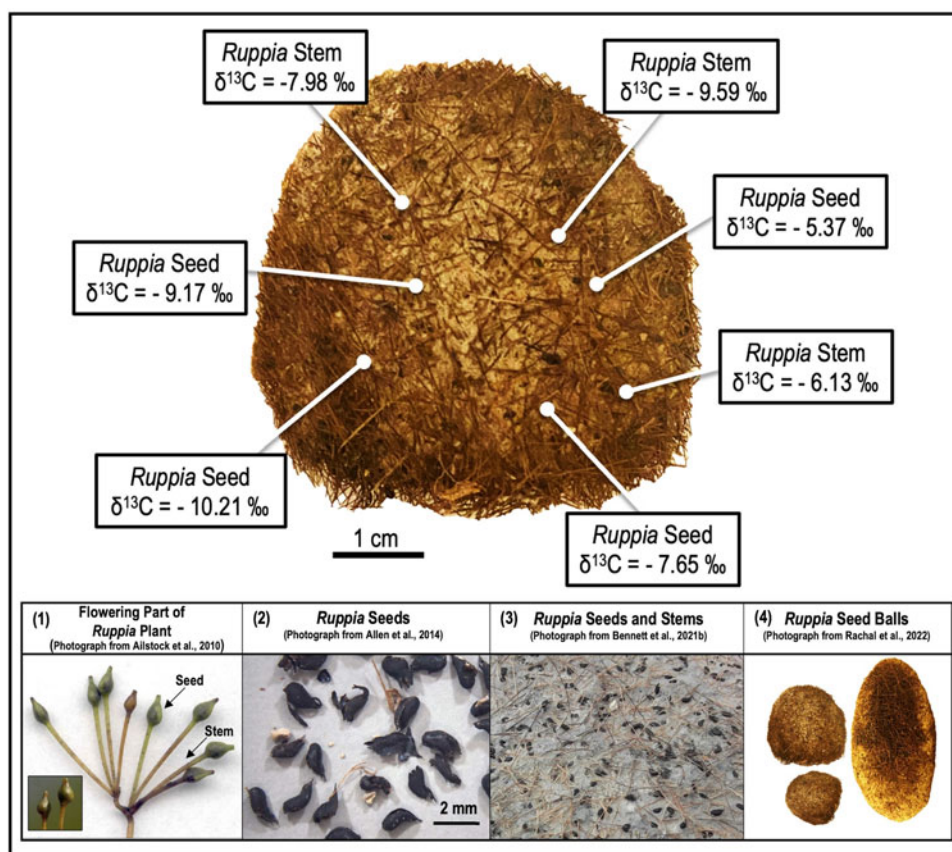 Ruppia Stem
δ¹³C = -7.98 ‰
Ruppia Stem
δ¹³C = - 9.59 ‰
Ruppia Seed
δ¹³C = - 5.37 ‰
Ruppia Seed
δ¹³C = - 9.17 ‰
Ruppia Stem
δ¹³C = - 6.13 ‰
Ruppia Seed
δ¹³C = - 10.21 ‰
Ruppia Seed
δ¹³C = - 7.65 ‰
1 cm
(1) Flowering Part of
Ruppia Plant
(Photograph from Ailstock et al., 2010)
Seed
Stem
(2) Ruppia Seeds
(Photograph from Allen et al., 2014)
2 mm
(3) Ruppia Seeds and Stems
(Photograph from Bennett et al., 2021b)
(4) Ruppia Seed Balls
(Photograph from Rachal et al., 2022)